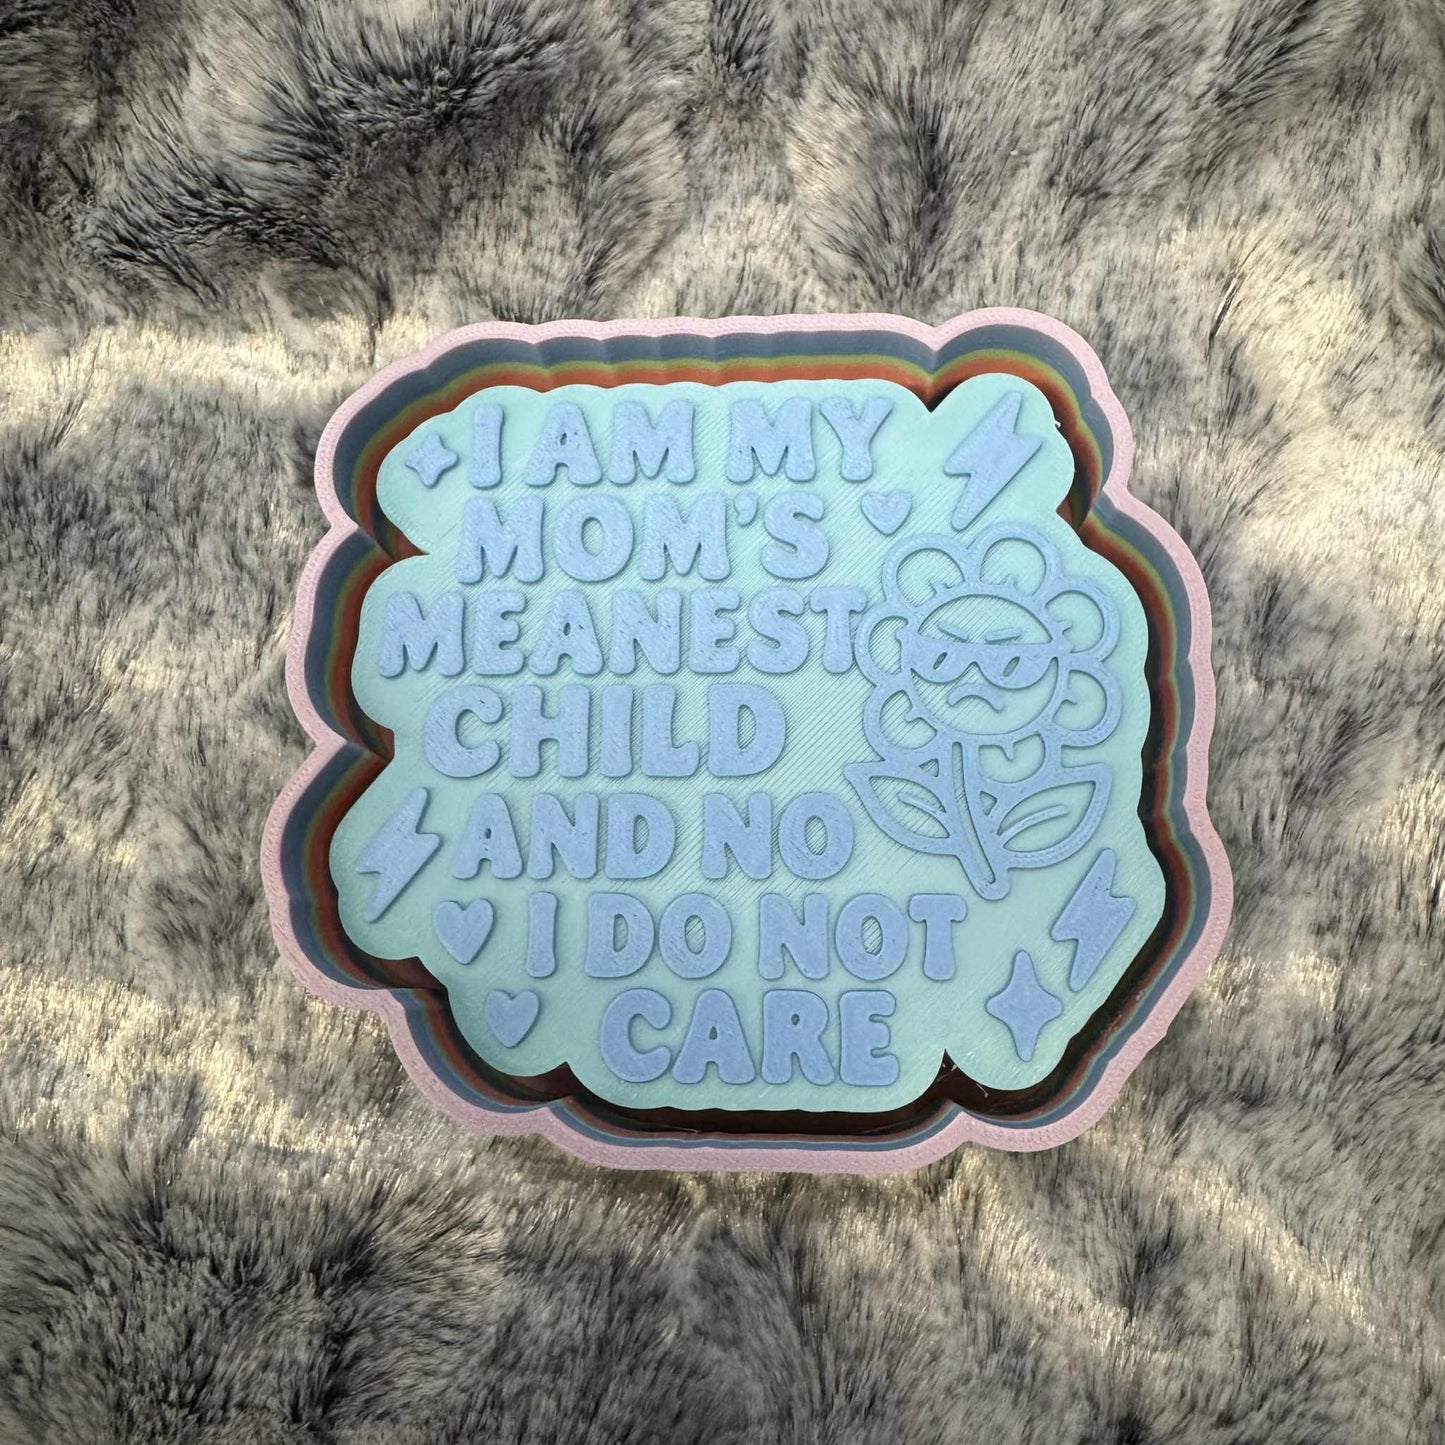 I AM MY
MOM'S
MEANEST
CHILD
AND NO
I DO NOT
CARE